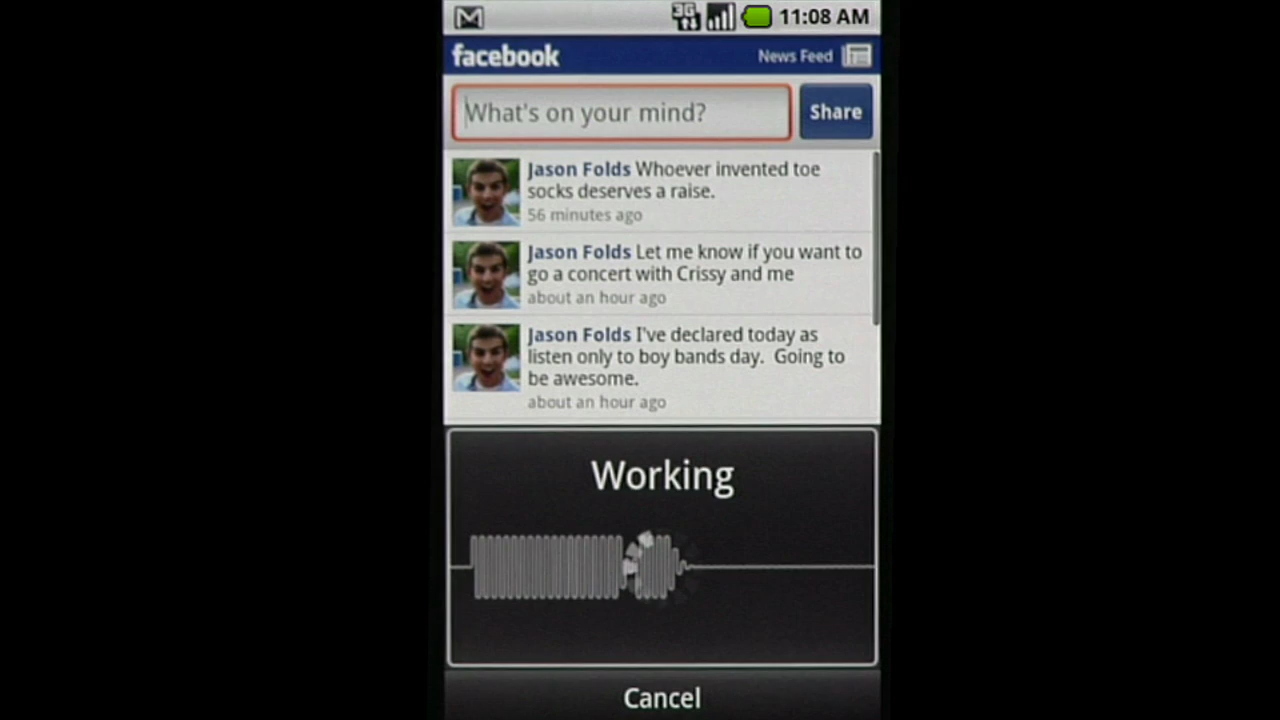 3G
11:08 AM
facebook
News Feed
What's on your mind?
Share
Jason Folds Whoever invented toe
socks deserves a raise.
56 minutes ago
Jason Folds Let me know if you want to
go a concert with Crissy and me
about an hour ago
Jason Folds I've declared today as
listen only to boy bands day.  Going to
be awesome.
about an hour ago
Working
Cancel